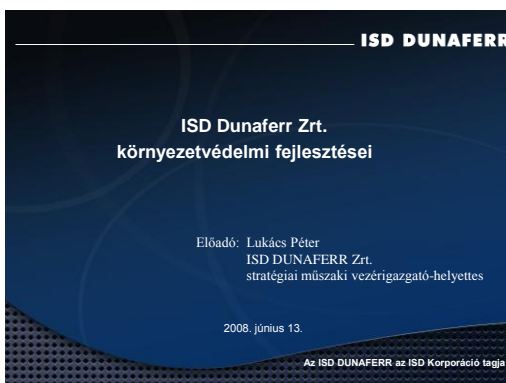 ISD DUNAFERR
ISD Dunaferr Zrt.
környezetvédelmi fejlesztései
Előadó: Lukács Péter
ISD DUNAFERR Zrt.
stratégiai műszaki vezérigazgató-helyettes
2008. június 13.
Az ISD DUNAFERR az ISD Korporáció tagja